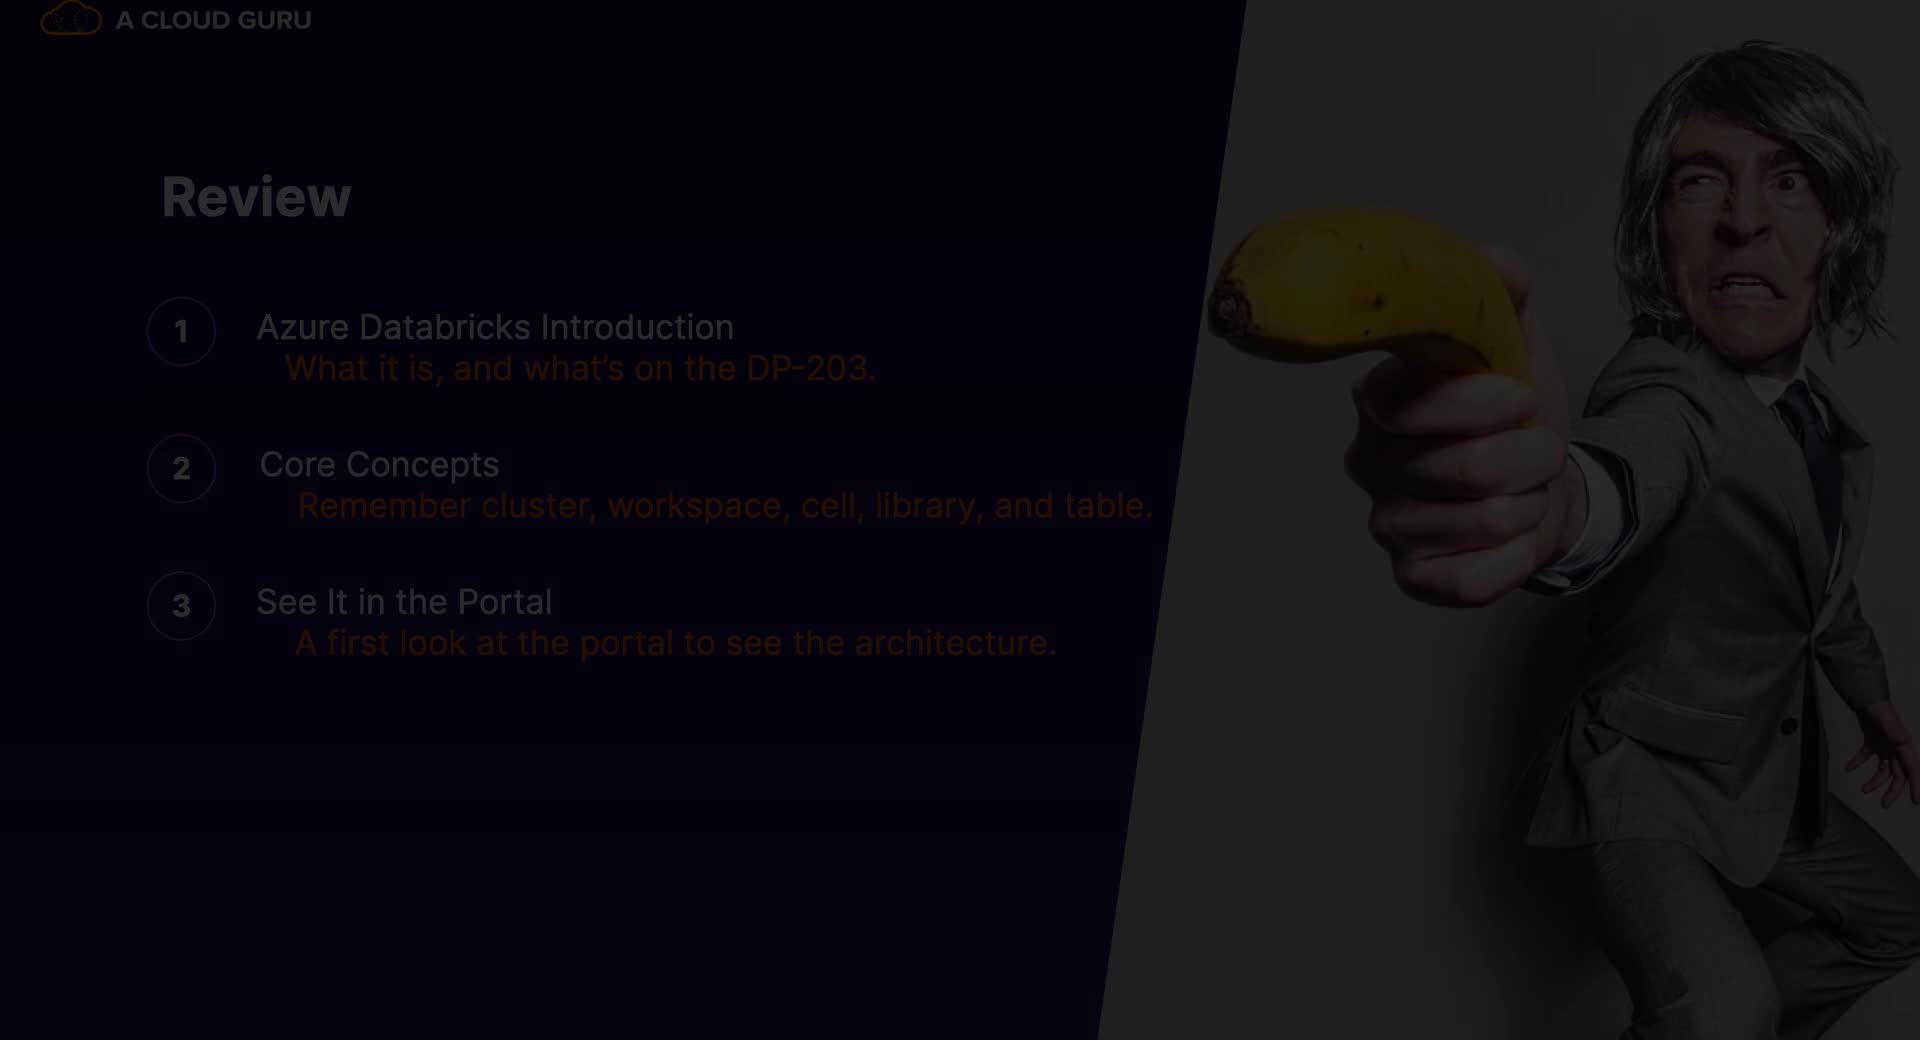 A CLOUD GURU
Review
1
Azure Databricks Introduction
What it is, and what's on the DP-203.
2
Core Concepts
Remember cluster, workspace, cell, library, and table.
3
See It in the Portal
A first look at the portal to see the architecture.